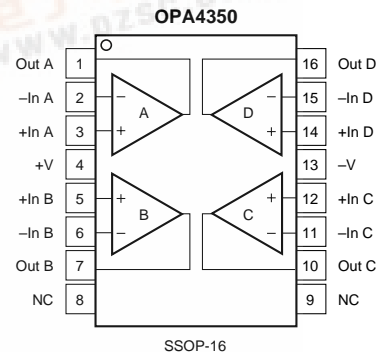 OPA4350
Out A 1 16 Out D
–In A 2 – – 15 –In D
A D
+In A 3 + + 14 +In D
+V 4 13 –V
+In B 5 + + 12 +In C
B C
–In B 6 – – 11 –In C
Out B 7 10 Out C
NC 8 9 NC
SSOP-16